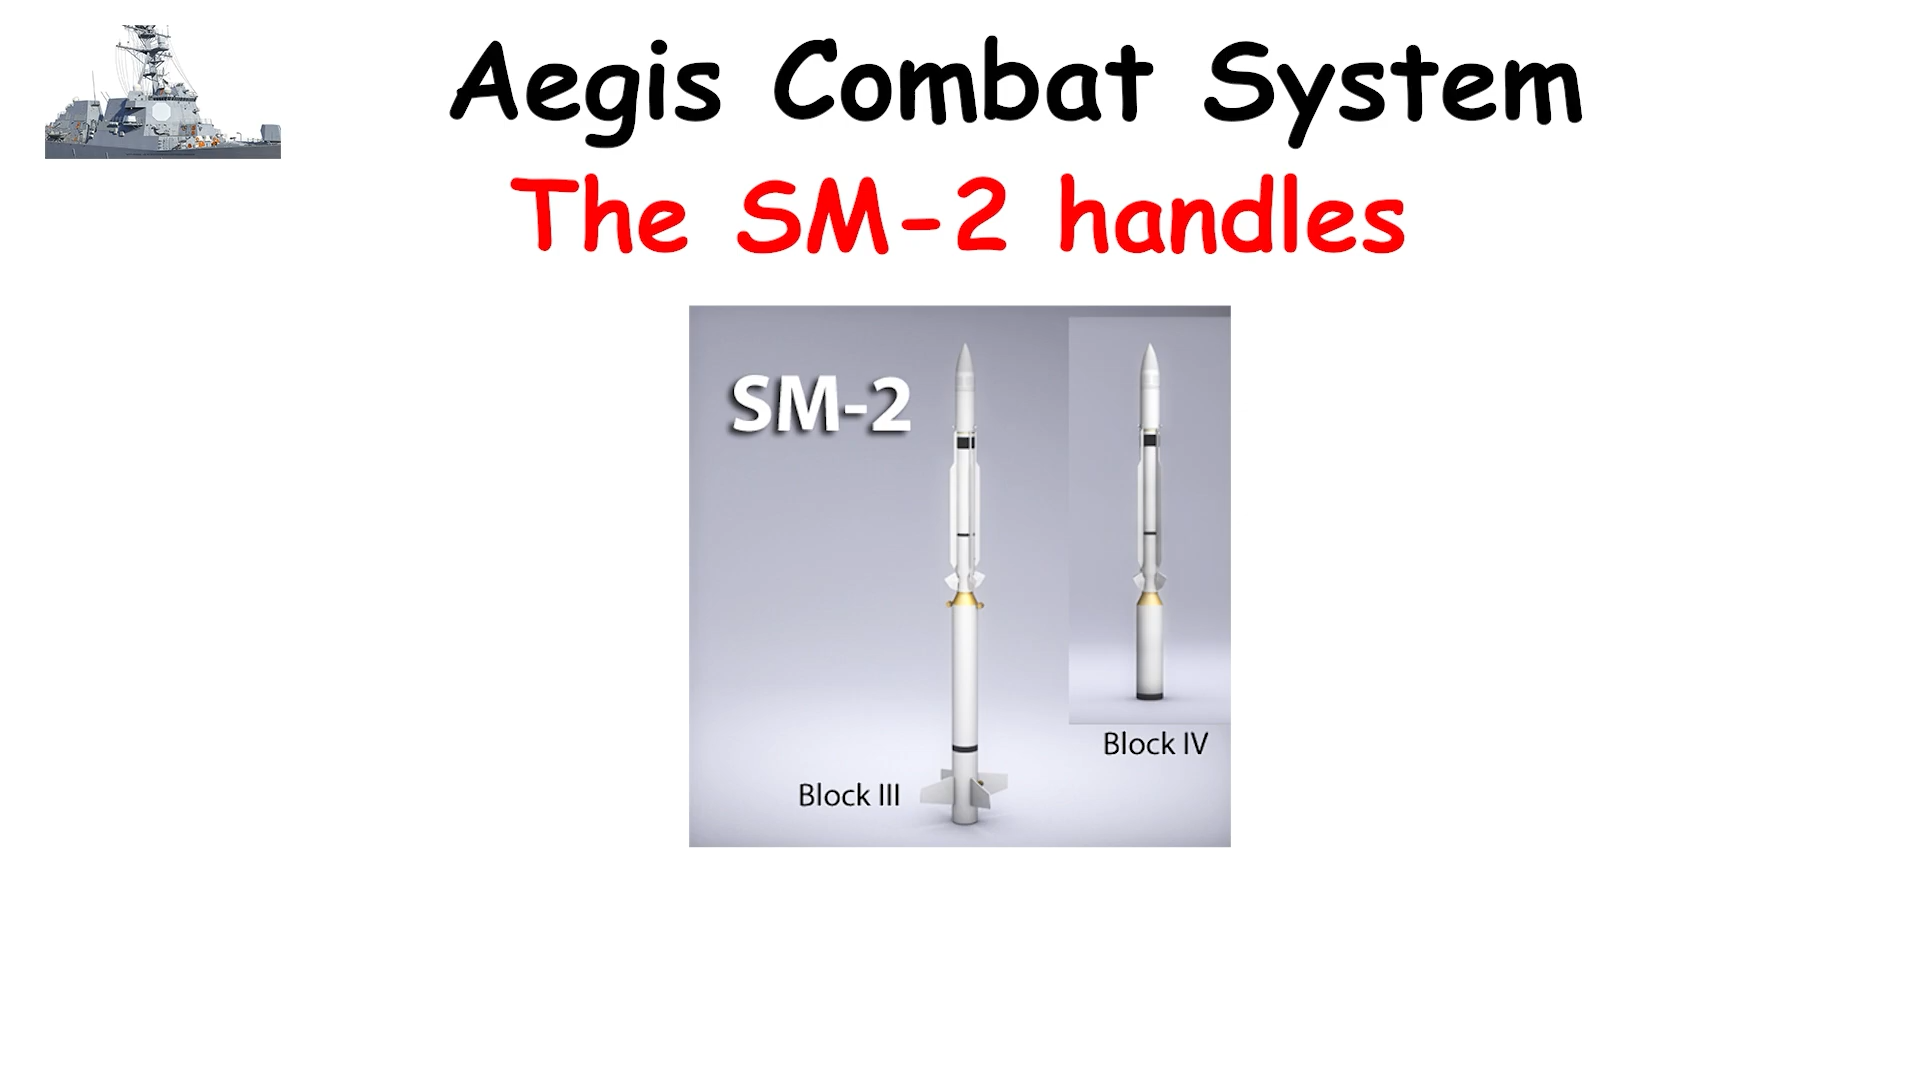 Aegis Combat System
The SM-2 handles
SM-2
Block IV
Block III